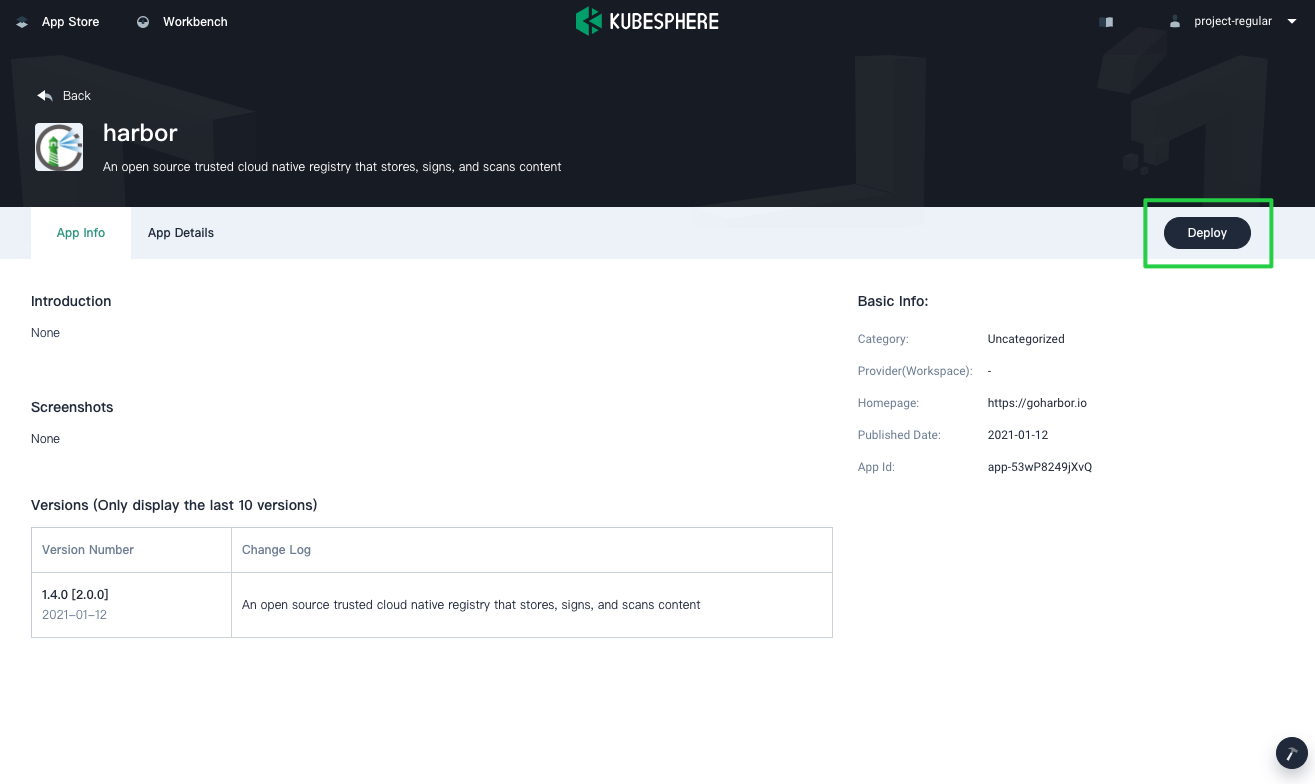 App Store
Workbench
KUBESPHERE
project-regular
Back
harbor
An open source trusted cloud native registry that stores, signs, and scans content
App Info
App Details
Deploy
Introduction
None
Screenshots
None
Versions (Only display the last 10 versions)
Version Number
Change Log
1.4.0 [2.0.0]
2021-01-12
An open source trusted cloud native registry that stores, signs, and scans content
Basic Info:
Category: Uncategorized
Provider(Workspace): -
Homepage: https://goharbor.io
Published Date: 2021-01-12
App Id: app-53wP8249jXvQ